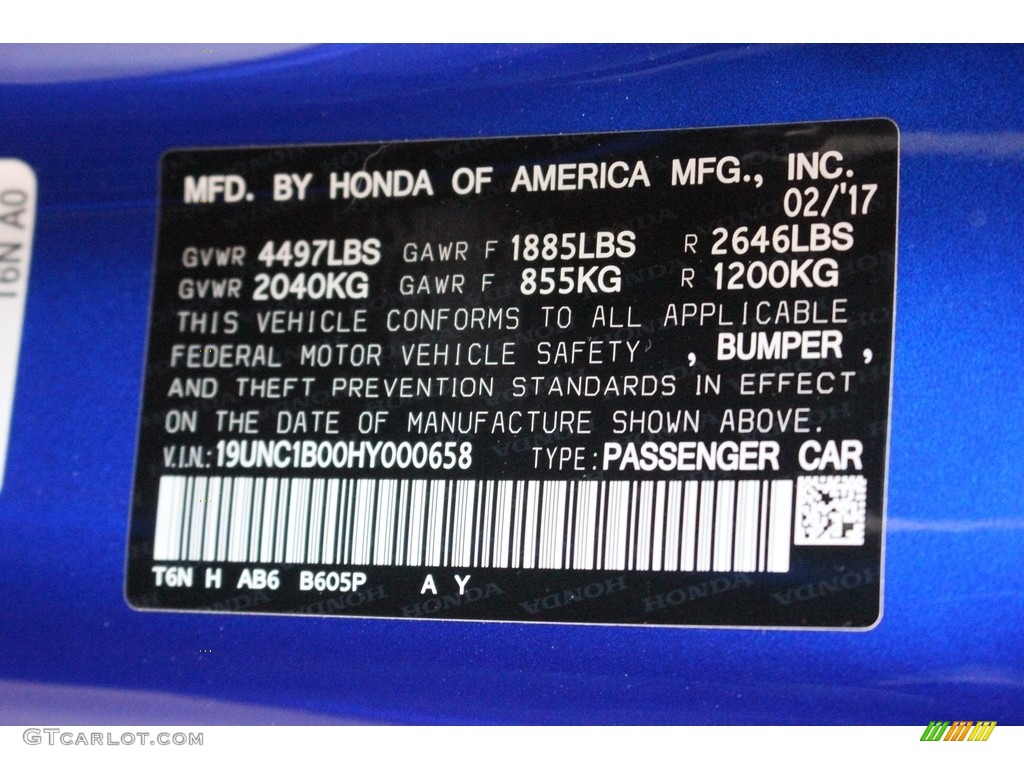 MFD. BY HONDA OF AMERICA MFG., INC.
02/'17
GVWR 4497LBS GAWR F 1885LBS R 2646LBS
GVWR 2040KG GAWR F 855KG R 1200KG
THIS VEHICLE CONFORMS TO ALL APPLICABLE
FEDERAL MOTOR VEHICLE SAFETY , BUMPER ,
AND THEFT PREVENTION STANDARDS IN EFFECT
ON THE DATE OF MANUFACTURE SHOWN ABOVE.
V.I.N.: 19UNC1B00HY000658 TYPE: PASSENGER CAR
T6N H AB6 B605P A Y
T6N A0
GTCARLOT.COM